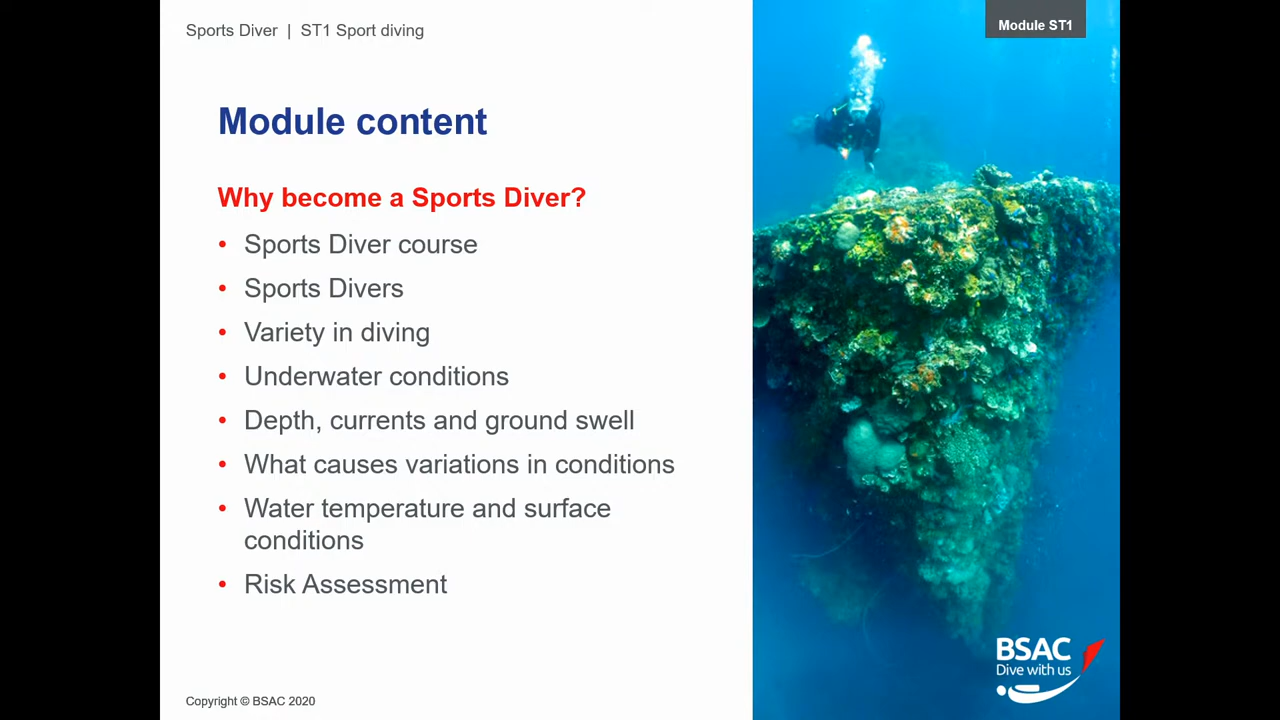 Sports Diver | ST1 Sport diving
Module ST1
Module content
Why become a Sports Diver?
• Sports Diver course
• Sports Divers
• Variety in diving
• Underwater conditions
• Depth, currents and ground swell
• What causes variations in conditions
• Water temperature and surface
conditions
• Risk Assessment
BSAC
Dive with us
Copyright © BSAC 2020